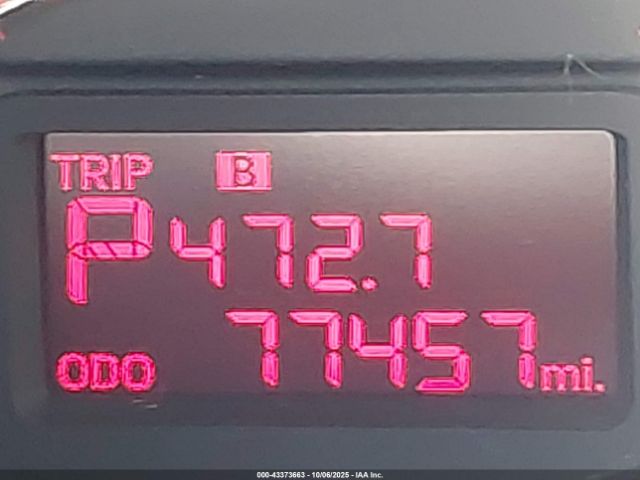 TRIP B
P 472.7
77457
ODO mi.
000-43373663 - 10/06/2025 - IAA Inc.